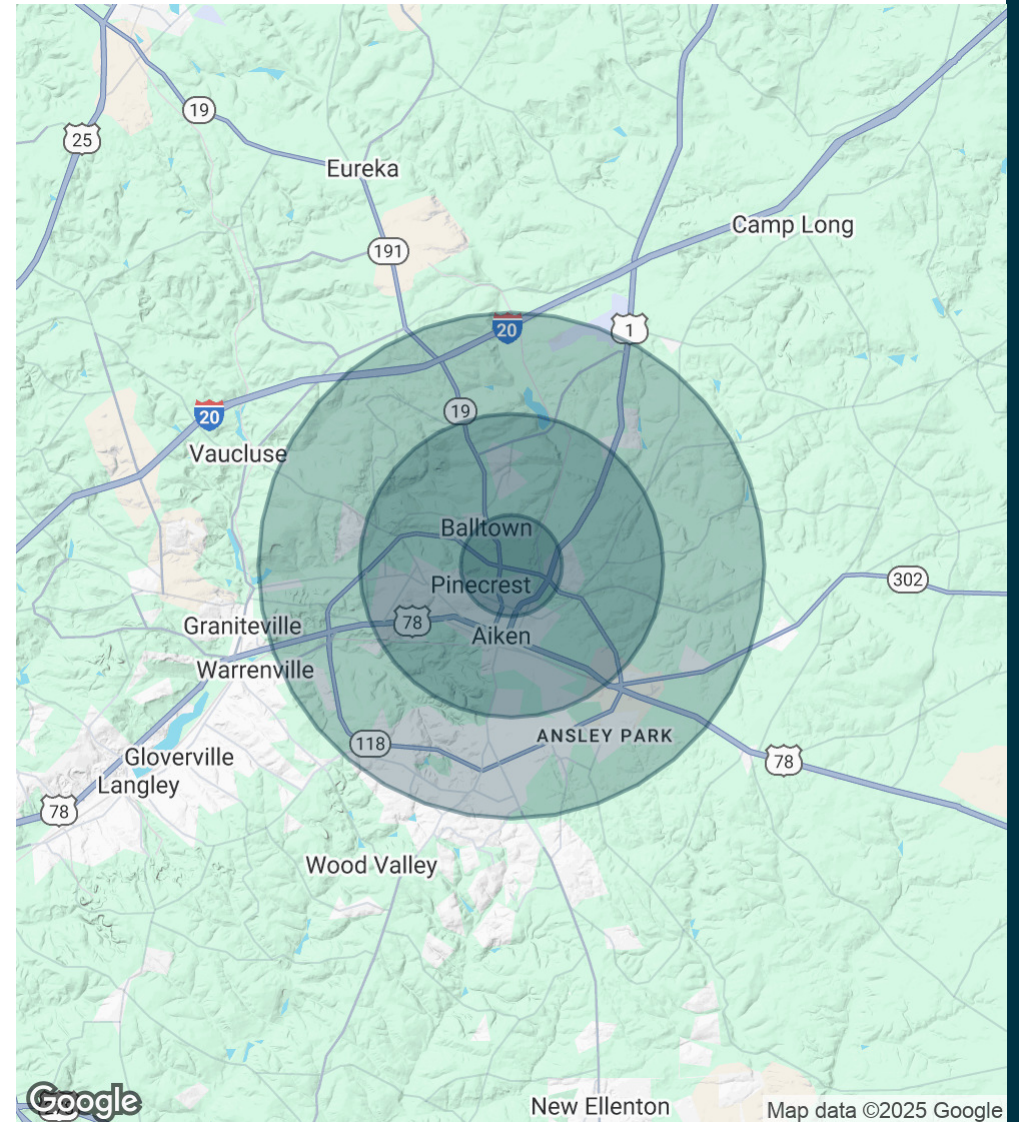 19
25
Eureka
Camp Long
191
20
1
19
20
Vaucluse
Balltown
302
Pinecrest
78
Graniteville
Aiken
Warrenville
ANSLEY PARK
118
Gloverville
78
Langley
78
Wood Valley
Google
New Ellenton
Map data ©2025 Google